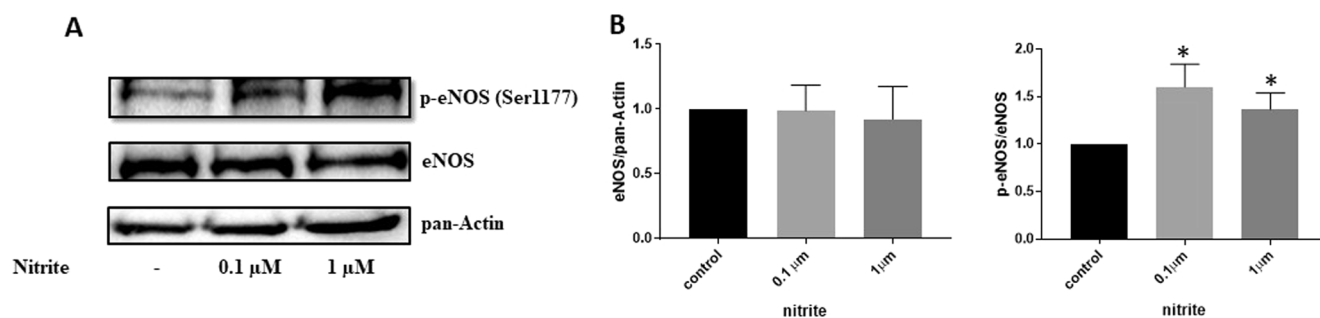 A
p-eNOS (Ser1177)
eNOS
pan-Actin
Nitrite - 0.1 µM 1 µM
B
eNOS/pan-Actin
1.5
1.0
0.5
0.0
control
0.1 µm
1µm
nitrite
p-eNOS/eNOS
2.0
1.5
1.0
0.5
0.0
*
*
control
0.1µm
1µm
nitrite